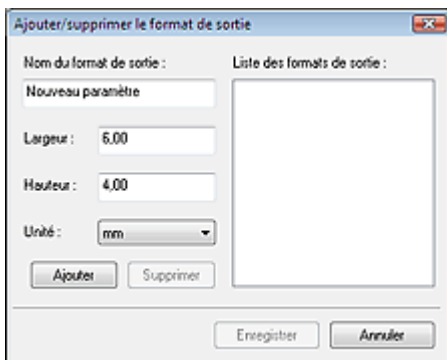 Ajouter/supprimer le format de sortie
Nom du format de sortie :
Liste des formats de sortie :
Nouveau paramètre
Largeur :
6,00
Hauteur :
4,00
Unité :
mm
Ajouter
Supprimer
Enregistrer
Annuler